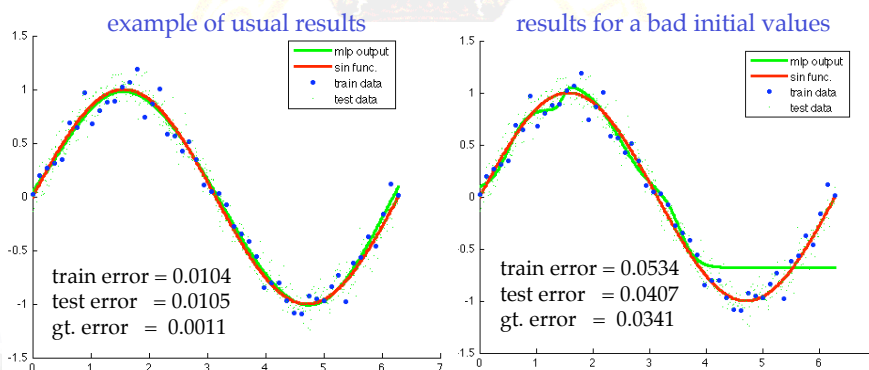 example of usual results
mlp output
sin func.
train data
test data
1.5
1
0.5
0
-0.5
-1
-1.5
0 1 2 3 4 5 6 7
train error = 0.0104
test error = 0.0105
gt. error = 0.0011
results for a bad initial values
mlp output
sin func.
train data
test data
1.5
1
0.5
0
-0.5
-1
-1.5
0 1 2 3 4 5 6
train error = 0.0534
test error = 0.0407
gt. error = 0.0341